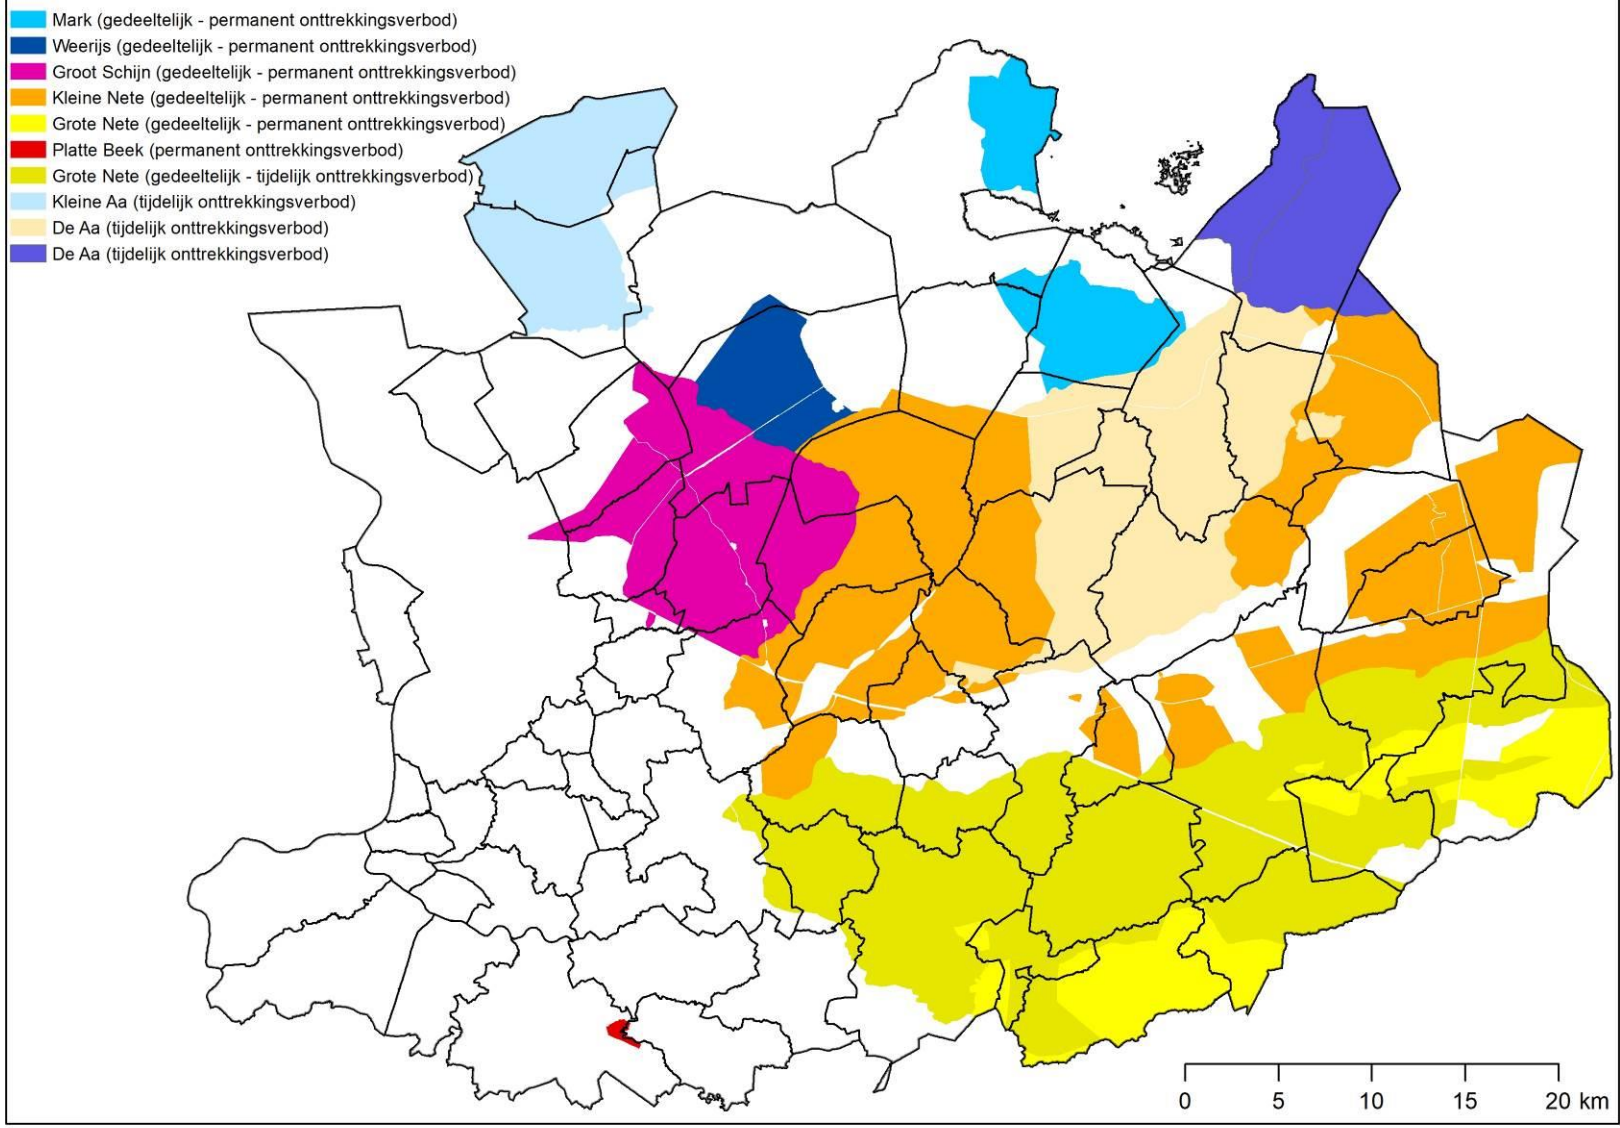 Mark (gedeeltelijk - permanent onttrekkingsverbod)
Weerijs (gedeeltelijk - permanent onttrekkingsverbod)
Groot Schijn (gedeeltelijk - permanent onttrekkingsverbod)
Kleine Nete (gedeeltelijk - permanent onttrekkingsverbod)
Grote Nete (gedeeltelijk - permanent onttrekkingsverbod)
Platte Beek (permanent onttrekkingsverbod)
Grote Nete (gedeeltelijk - tijdelijk onttrekkingsverbod)
Kleine Aa (tijdelijk onttrekkingsverbod)
De Aa (tijdelijk onttrekkingsverbod)
De Aa (tijdelijk onttrekkingsverbod)
0 5 10 15 20 km